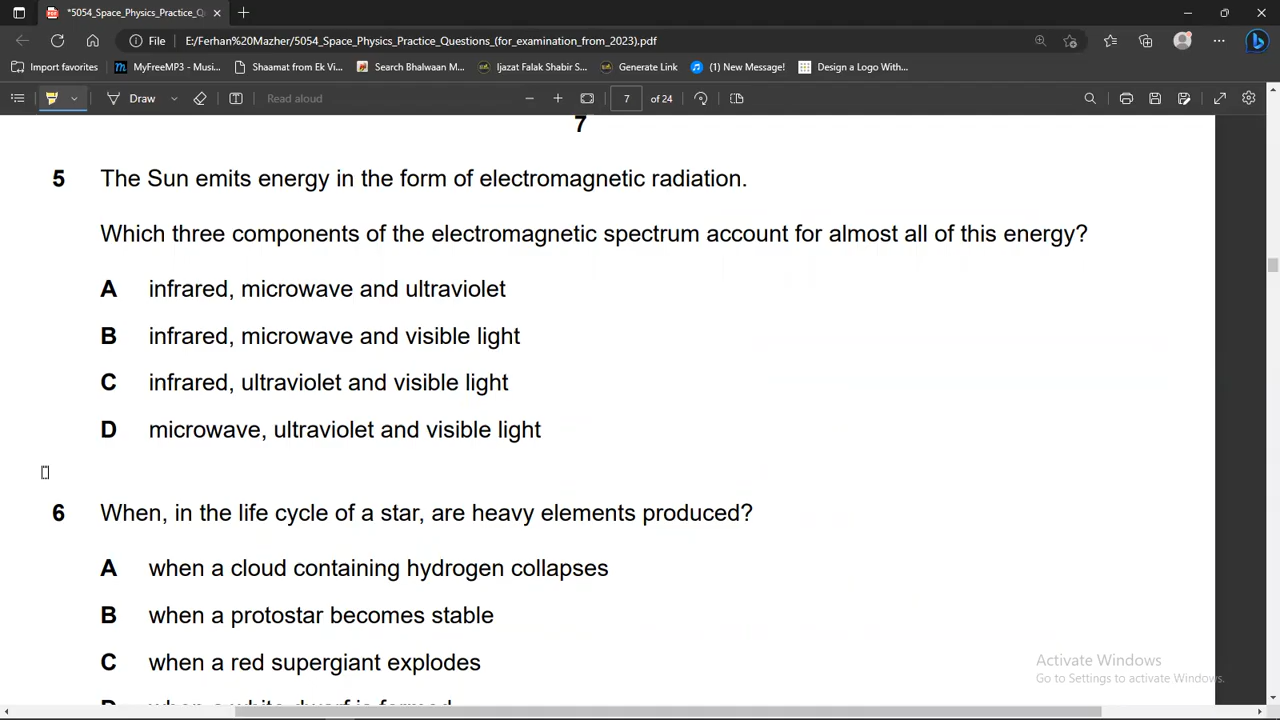 *5054_Space_Physics_Practice_Q
File
E:/Ferhan%20Mazher/5054_Space_Physics_Practice_Questions_(for_examination_from_2023).pdf
Import favorites
MyFreeMP3 - Musi...
Shaamat from Ek Vi...
Search Bhalwaan M...
Ijazat Falak Shabir S...
Generate Link
(1) New Message!
Design a Logo With...
Draw
Read aloud
7
of 24
7
5 The Sun emits energy in the form of electromagnetic radiation.
Which three components of the electromagnetic spectrum account for almost all of this energy?
A infrared, microwave and ultraviolet
B infrared, microwave and visible light
C infrared, ultraviolet and visible light
D microwave, ultraviolet and visible light
6 When, in the life cycle of a star, are heavy elements produced?
A when a cloud containing hydrogen collapses
B when a protostar becomes stable
C when a red supergiant explodes
D when a white dwarf is formed
Activate Windows
Go to Settings to activate Windows.